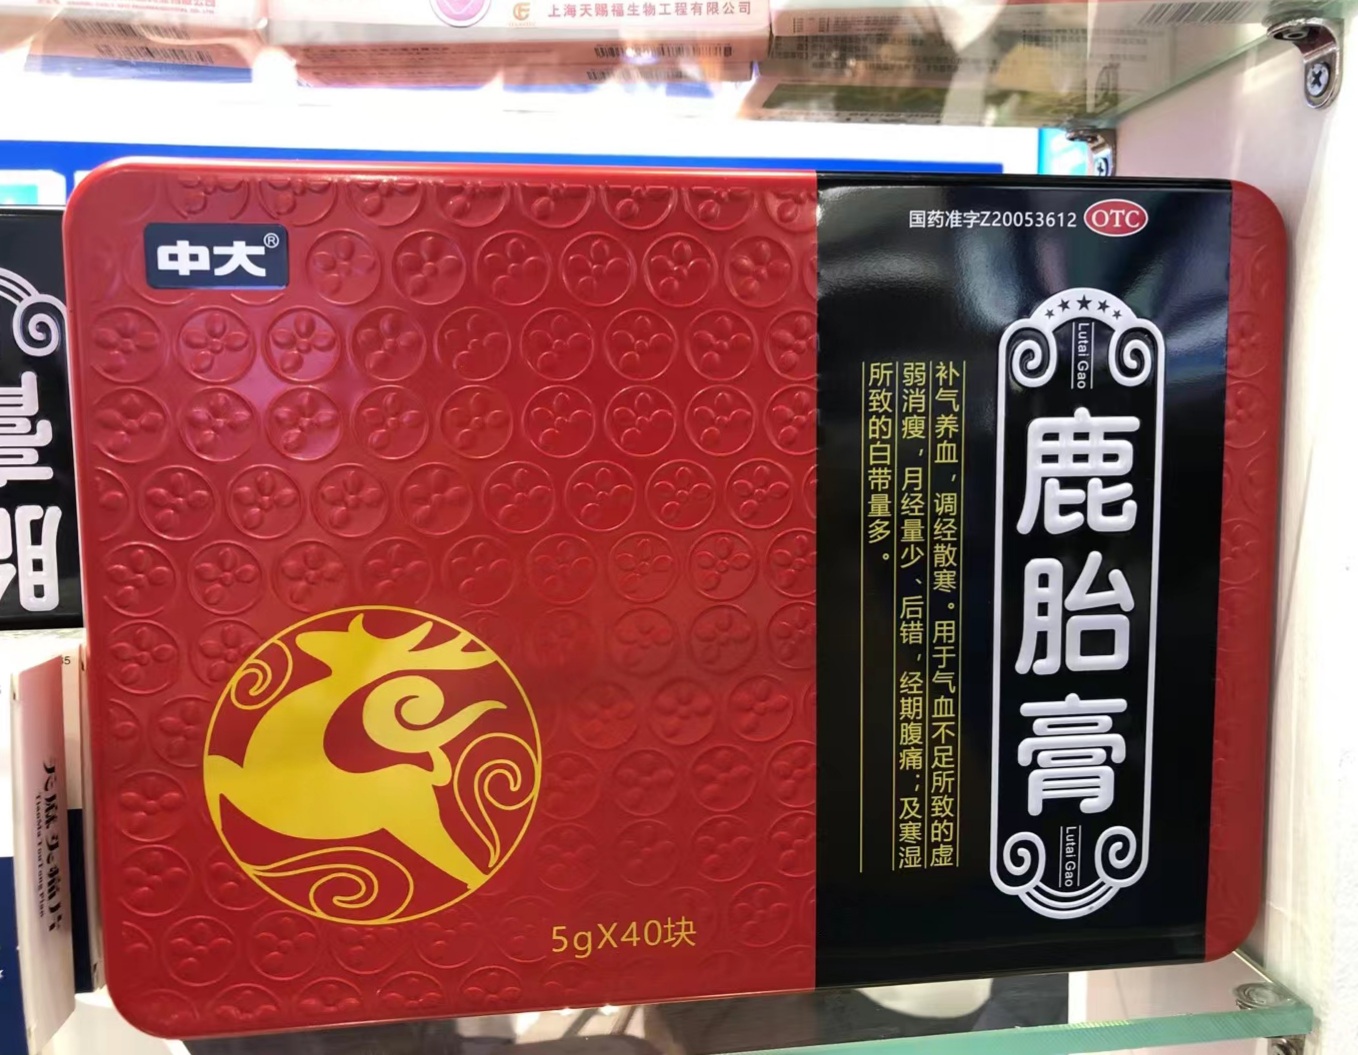 上海天赐福生物工程有限公司
中大®
国药准字Z20053612 OTC
Lutai Gao
鹿胎膏
Lutai Gao
补气养血，调经散寒。用于气血不足所致的虚
弱消瘦，月经量少、后错，经期腹痛；及寒湿
所致的白带量多。
5gX40块